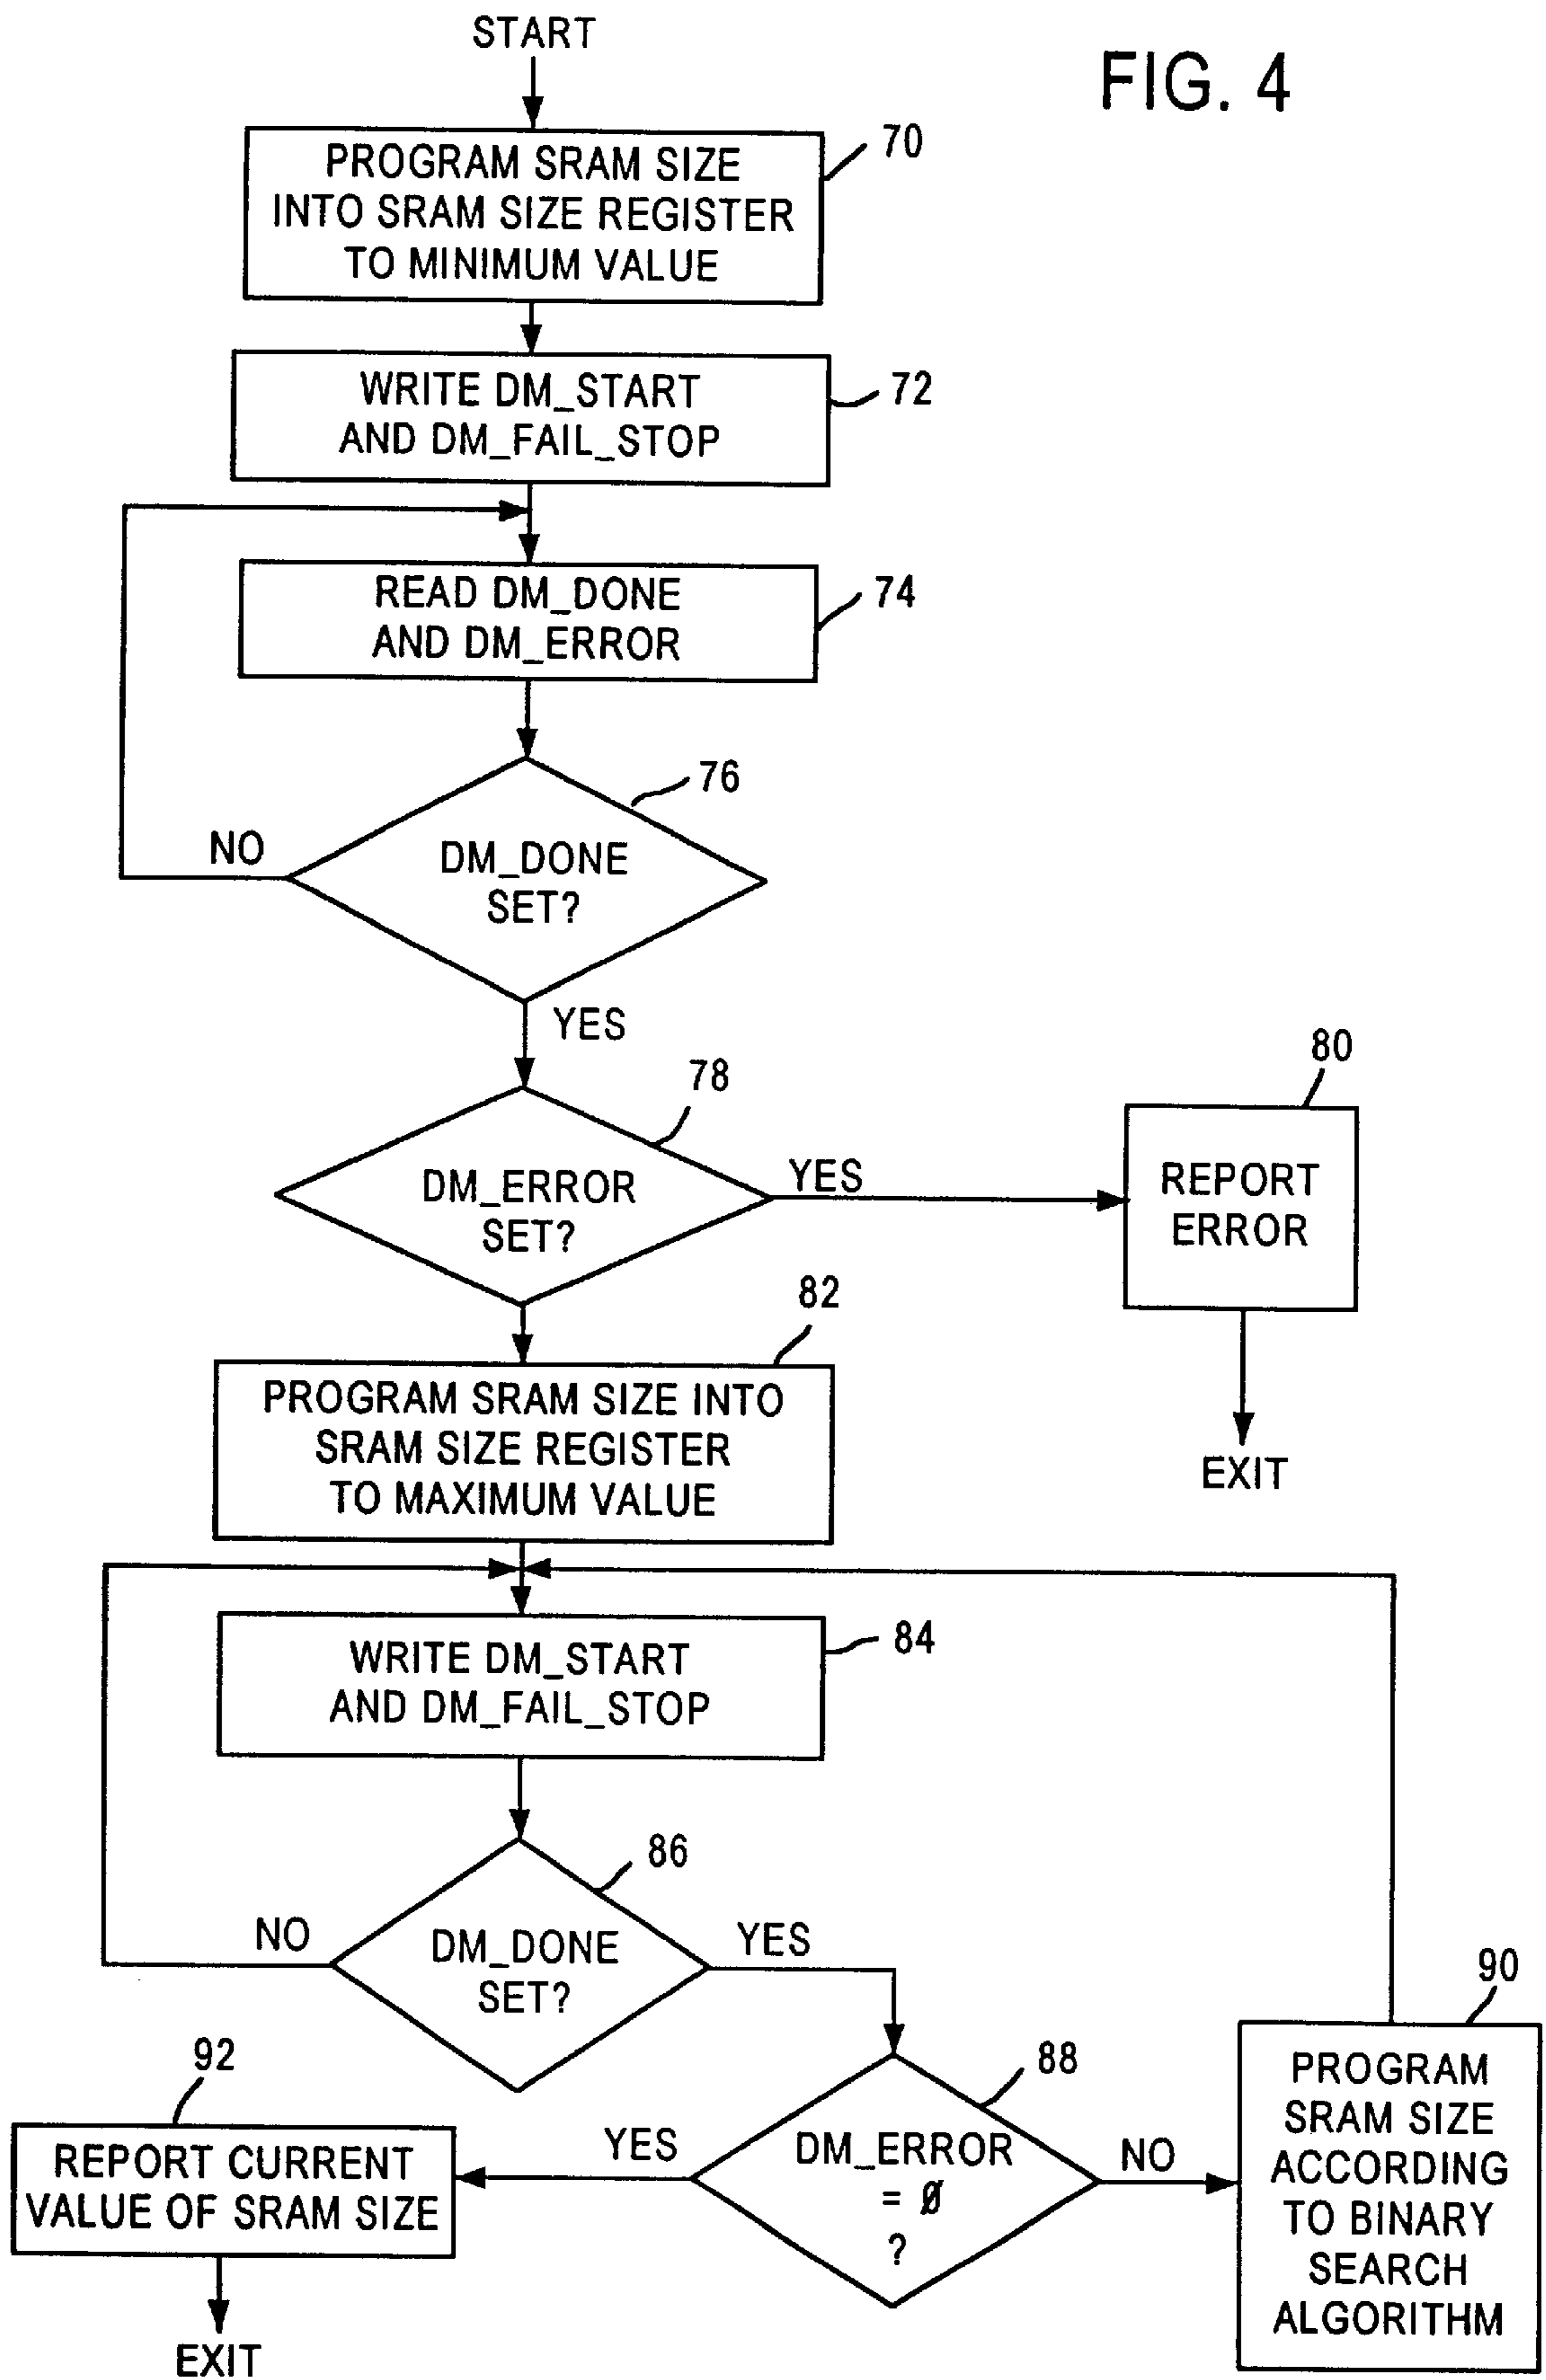 START
FIG. 4
70
PROGRAM SRAM SIZE
INTO SRAM SIZE REGISTER
TO MINIMUM VALUE
72
WRITE DM_START
AND DM_FAIL_STOP
74
READ DM_DONE
AND DM_ERROR
76
NO
DM_DONE
SET?
YES
78
80
DM_ERROR
SET?
YES
REPORT
ERROR
82
PROGRAM SRAM SIZE INTO
SRAM SIZE REGISTER
TO MAXIMUM VALUE
EXIT
84
WRITE DM_START
AND DM_FAIL_STOP
86
NO
DM_DONE
SET?
YES
90
92
88
REPORT CURRENT
VALUE OF SRAM SIZE
YES
DM_ERROR
= Ø
?
NO
PROGRAM
SRAM SIZE
ACCORDING
TO BINARY
SEARCH
ALGORITHM
EXIT